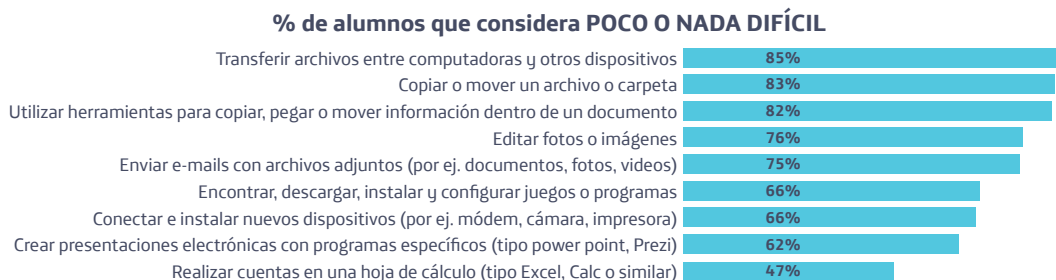 % de alumnos que considera POCO O NADA DIFÍCIL
Transferir archivos entre computadoras y otros dispositivos 85%
Copiar o mover un archivo o carpeta 83%
Utilizar herramientas para copiar, pegar o mover información dentro de un documento 82%
Editar fotos o imágenes 76%
Enviar e-mails con archivos adjuntos (por ej. documentos, fotos, videos) 75%
Encontrar, descargar, instalar y configurar juegos o programas 66%
Conectar e instalar nuevos dispositivos (por ej. módem, cámara, impresora) 66%
Crear presentaciones electrónicas con programas específicos (tipo power point, Prezi) 62%
Realizar cuentas en una hoja de cálculo (tipo Excel, Calc o similar) 47%